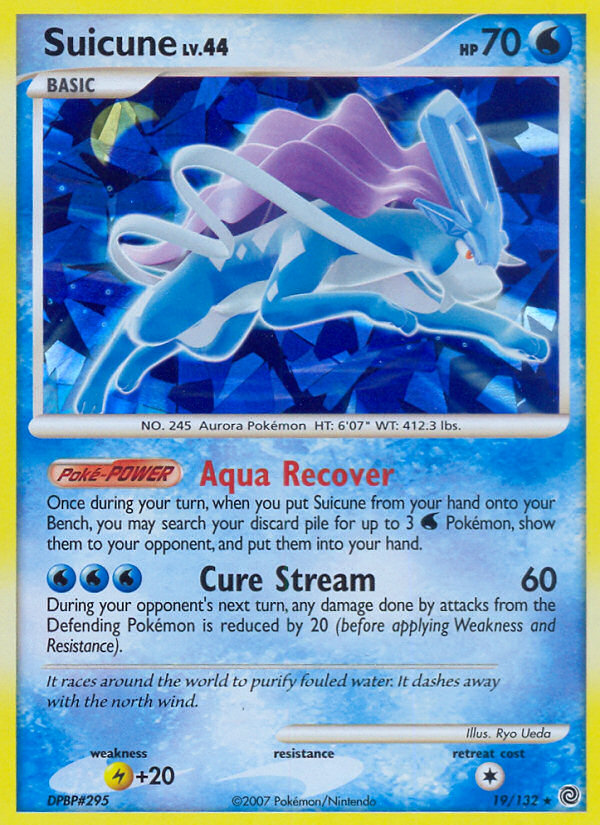 Suicune LV.44 HP 70
BASIC
NO. 245 Aurora Pokémon HT: 6'07" WT: 412.3 lbs.
Poké-POWER Aqua Recover
Once during your turn, when you put Suicune from your hand onto your
Bench, you may search your discard pile for up to 3 Pokémon, show
them to your opponent, and put them into your hand.
Cure Stream 60
During your opponent's next turn, any damage done by attacks from the
Defending Pokémon is reduced by 20 (before applying Weakness and
Resistance).
It races around the world to purify fouled water. It dashes away
with the north wind.
Illus. Ryo Ueda
weakness resistance retreat cost
+20
DPBP#295 ©2007 Pokémon/Nintendo 19/132